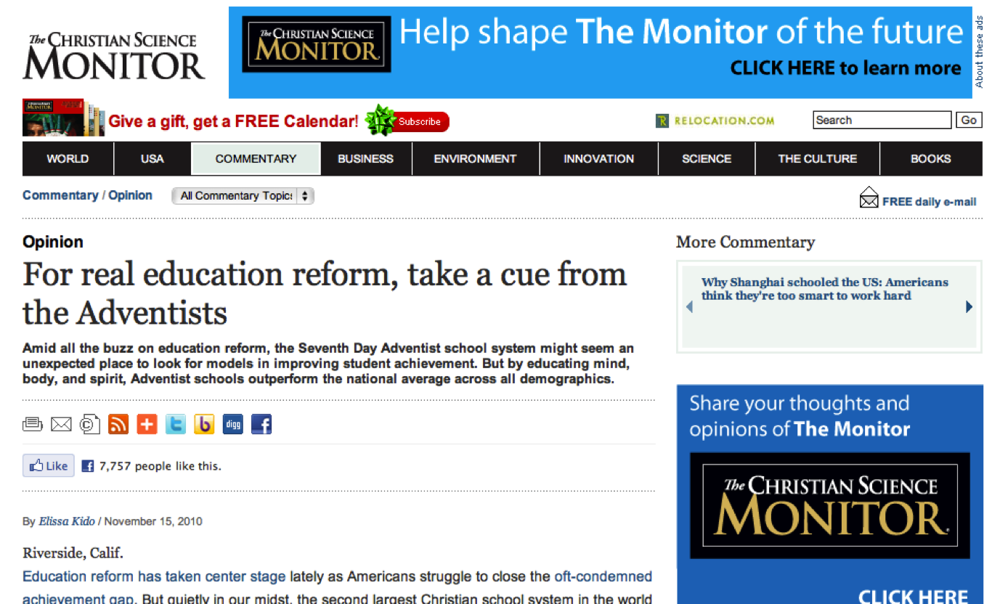 The CHRISTIAN SCIENCE
MONITOR
The CHRISTIAN SCIENCE
MONITOR
Help shape The Monitor of the future
CLICK HERE to learn more
About these ads
Give a gift, get a FREE Calendar!
Subscribe
RELOCATION.COM
Search
Go
WORLD
USA
COMMENTARY
BUSINESS
ENVIRONMENT
INNOVATION
SCIENCE
THE CULTURE
BOOKS
Commentary / Opinion
All Commentary Topic
FREE daily e-mail
Opinion
For real education reform, take a cue from
the Adventists
Amid all the buzz on education reform, the Seventh Day Adventist school system might seem an
unexpected place to look for models in improving student achievement. But by educating mind,
body, and spirit, Adventist schools outperform the national average across all demographics.
digg
Like
7,757 people like this.
By Elissa Kido / November 15, 2010
Riverside, Calif.
Education reform has taken center stage lately as Americans struggle to close the oft-condemned
achievement gap. But quietly in our midst, the second largest Christian school system in the world
More Commentary
Why Shanghai schooled the US: Americans
think they're too smart to work hard
Share your thoughts and
opinions of The Monitor
The CHRISTIAN SCIENCE
MONITOR
CLICK HERE